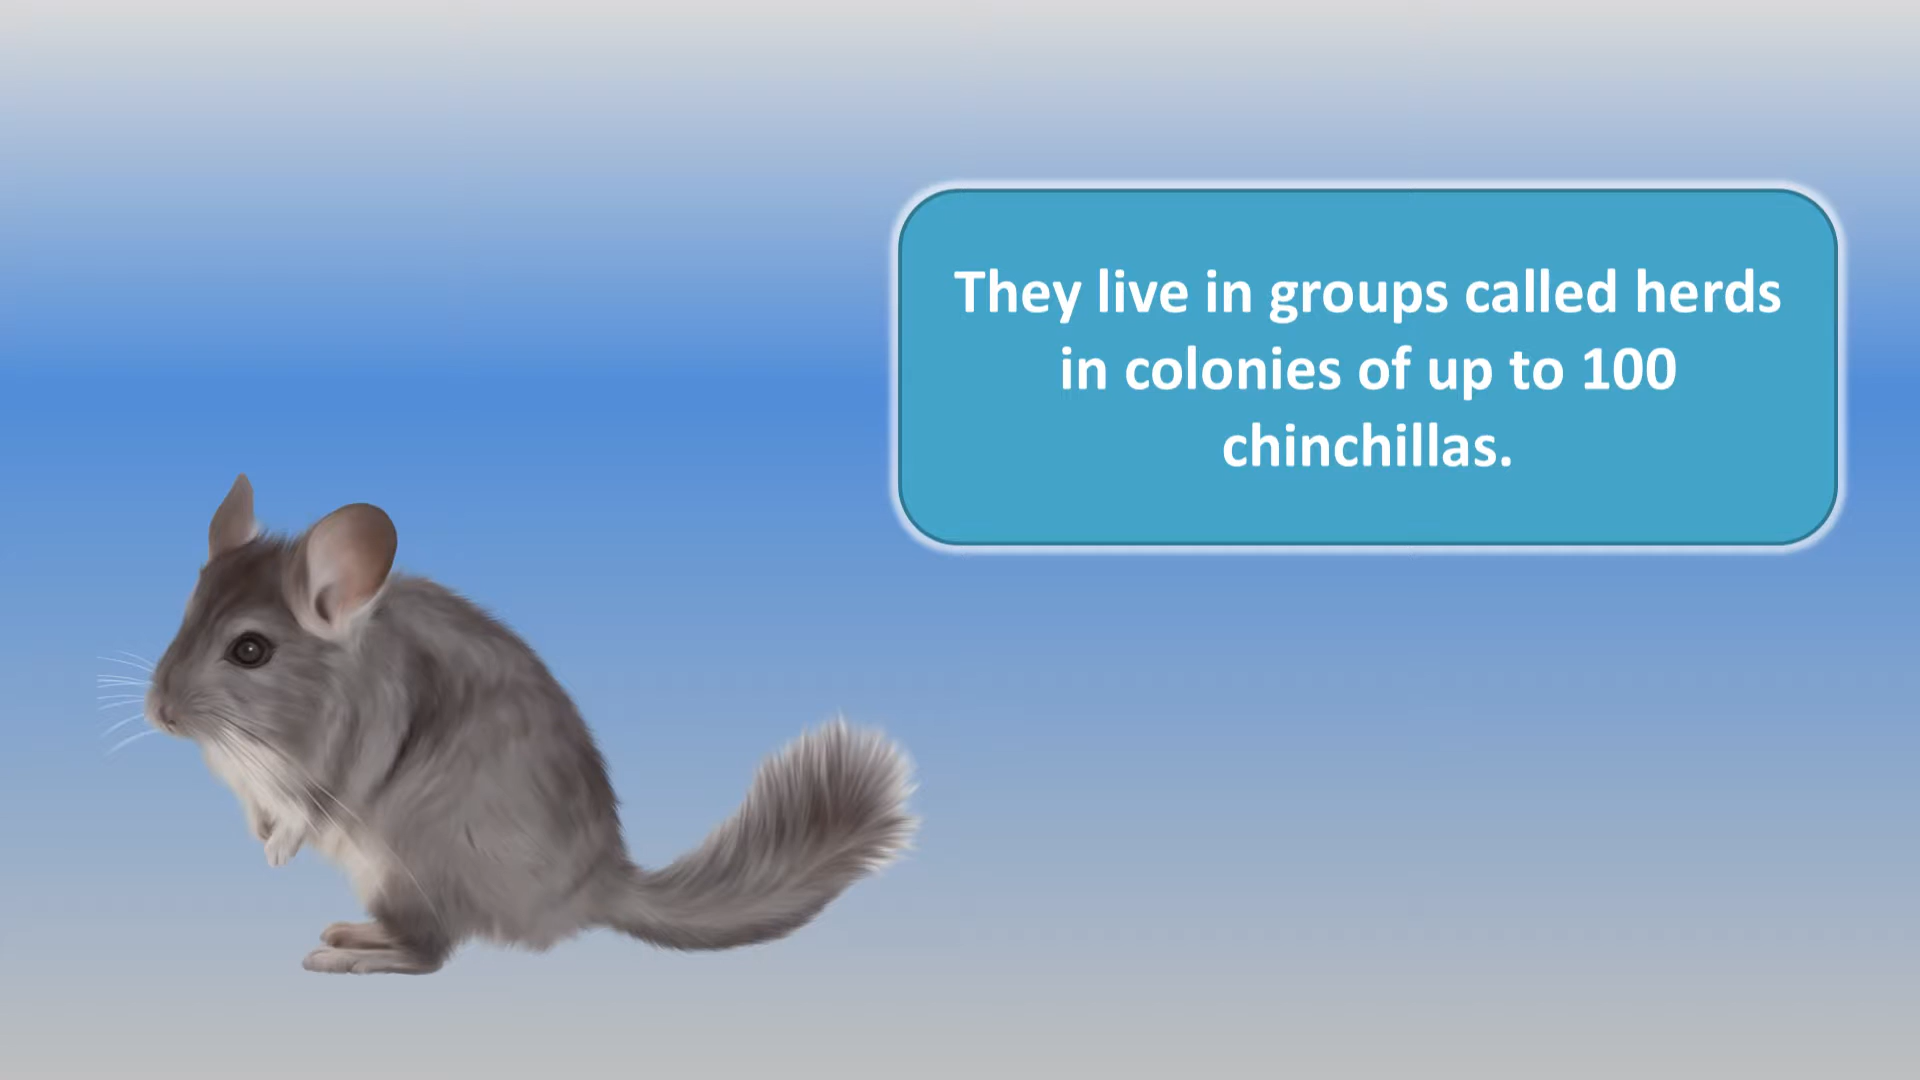 They live in groups called herds
in colonies of up to 100
chinchillas.